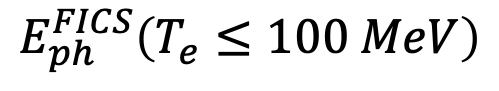 E_{ph}^{FICS}(T_e ≤ 100 MeV)